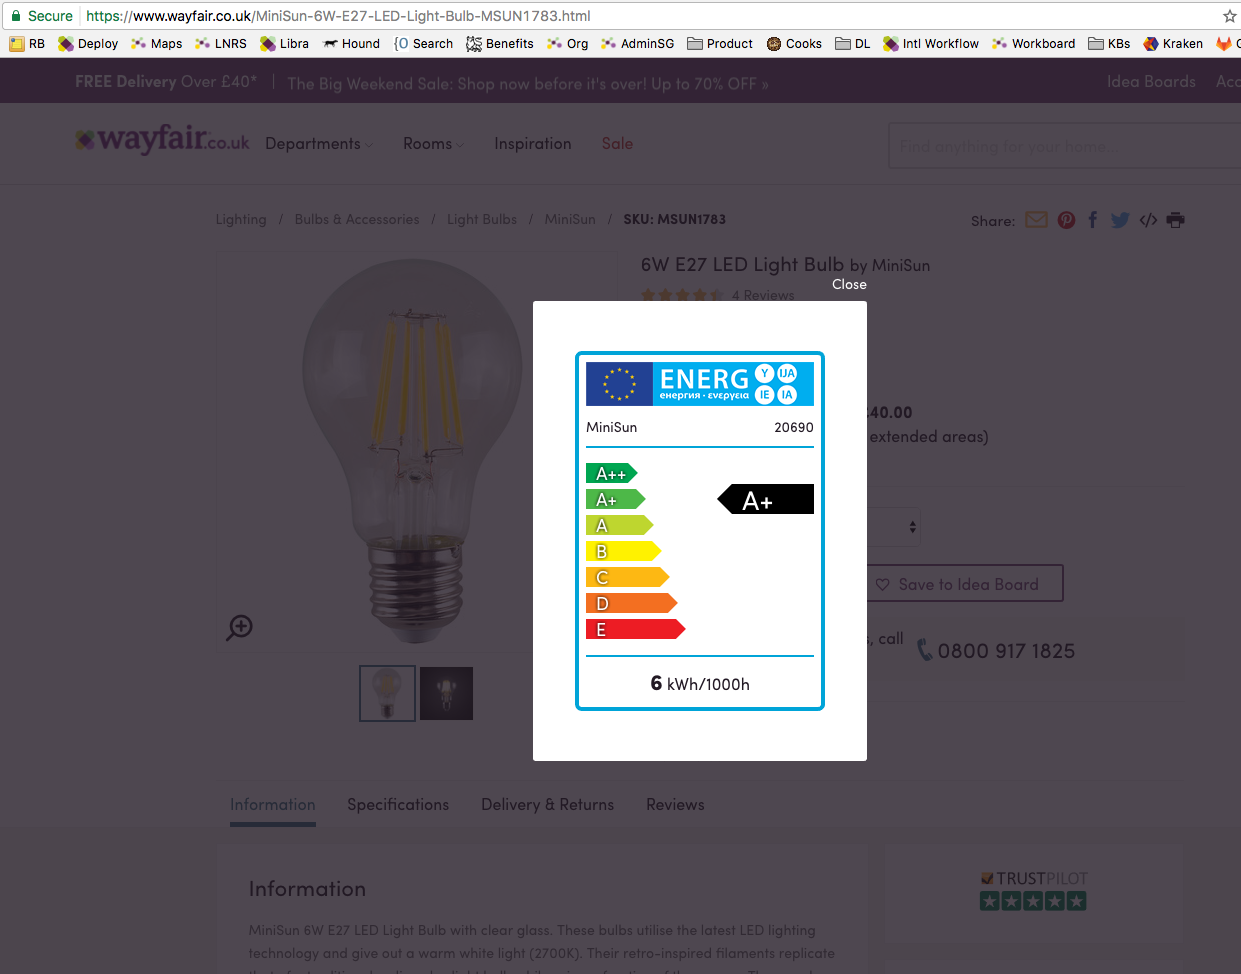 Secure https://www.wayfair.co.uk/MiniSun-6W-E27-LED-Light-Bulb-MSUN1783.html
RB Deploy Maps LNRS Libra Hound {O Search Benefits Org AdminSG Product Cooks DL Intl Workflow Workboard KBs Kraken
FREE Delivery Over £40* | The Big Weekend Sale: Shop now before it's over! Up to 70% OFF » Idea Boards
wayfair.co.uk Departments Rooms Inspiration Sale Find anything for your home...
Lighting / Bulbs & Accessories / Light Bulbs / MiniSun / SKU: MSUN1783 Share:
6W E27 LED Light Bulb by MiniSun
Close
4 Reviews
ENERG Y IJA
енергия · ενεργεια IE IA
£40.00
MiniSun 20690
extended areas)
A++
A+ A+
A
B
C
Save to Idea Board
D
E
s, call 0800 917 1825
6 kWh/1000h
Information Specifications Delivery & Returns Reviews
TRUSTPILOT
Information
MiniSun 6W E27 LED Light Bulb with clear glass. These bulbs utilise the latest LED lighting
technology and give out a warm white light (2700K). Their retro-inspired filaments replicate